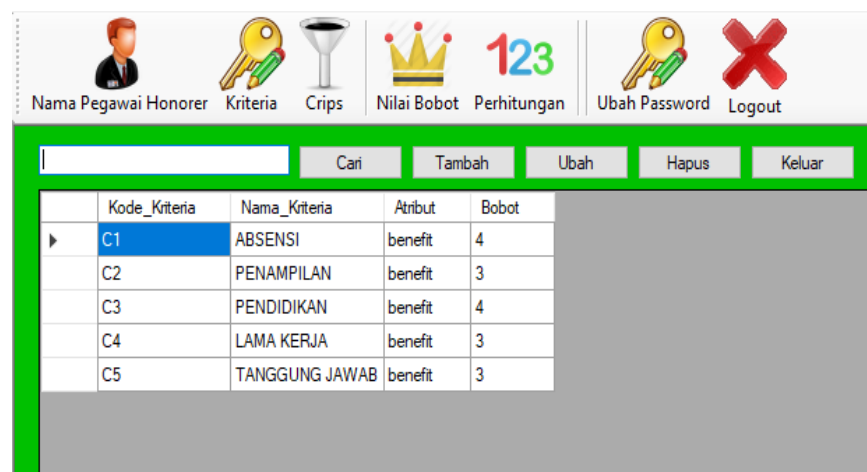 123
Nama Pegawai Honorer Kriteria Crips Nilai Bobot Perhitungan Ubah Password Logout
Cari Tambah Ubah Hapus Keluar
Kode_Kriteria Nama_Kriteria Atribut Bobot
C1 ABSENSI benefit 4
C2 PENAMPILAN benefit 3
C3 PENDIDIKAN benefit 4
C4 LAMA KERJA benefit 3
C5 TANGGUNG JAWAB benefit 3